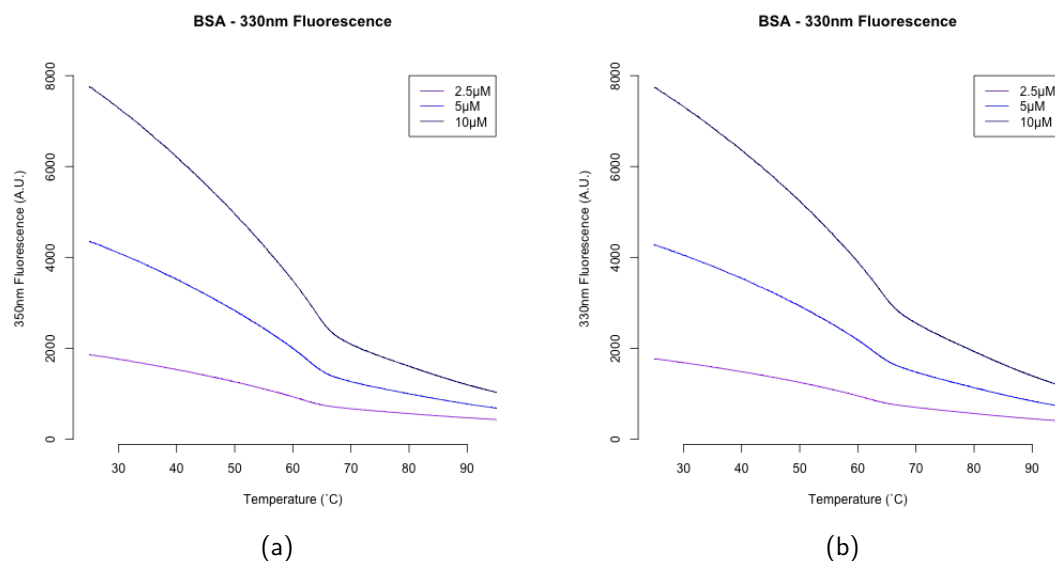 BSA - 330nm Fluorescence
350nm Fluorescence (A.U.)
8000
6000
4000
2000
0
2.5µM
5µM
10µM
30 40 50 60 70 80 90
Temperature (˚C)
(a)
BSA - 330nm Fluorescence
330nm Fluorescence (A.U.)
8000
6000
4000
2000
0
2.5µM
5µM
10µM
30 40 50 60 70 80 90
Temperature (˚C)
(b)